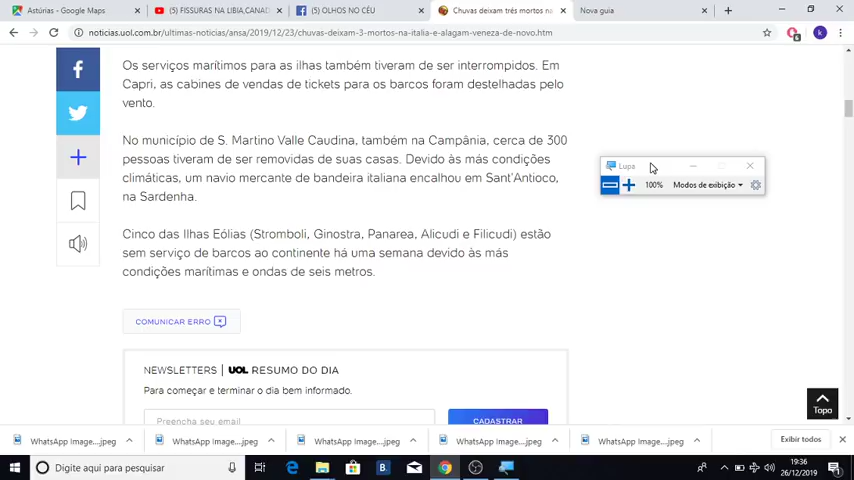 Astúrias - Google Maps
(5) FISSURAS NA LIBIA,CANAD
(5) OLHOS NO CÉU
Chuvas deixam três mortos na
Nova guia
noticias.uol.com.br/ultimas-noticias/ansa/2019/12/23/chuvas-deixam-3-mortos-na-italia-e-alagam-veneza-de-novo.htm
Os serviços marítimos para as ilhas também tiveram de ser interrompidos. Em
Capri, as cabines de vendas de tickets para os barcos foram destelhadas pelo
vento.
No município de S. Martino Valle Caudina, também na Campânia, cerca de 300
pessoas tiveram de ser removidas de suas casas. Devido às más condições
climáticas, um navio mercante de bandeira italiana encalhou em Sant'Antioco,
na Sardenha.
Lupa
100% Modos de exibição
Cinco das Ilhas Eólias (Stromboli, Ginostra, Panarea, Alicudi e Filicudi) estão
sem serviço de barcos ao continente há uma semana devido às más
condições marítimas e ondas de seis metros.
COMUNICAR ERRO
NEWSLETTERS | UOL RESUMO DO DIA
Para começar e terminar o dia bem informado.
Preencha seu email
CADASTRAR
Topo
WhatsApp Image....jpeg
WhatsApp Image....jpeg
WhatsApp Image....jpeg
WhatsApp Image....jpeg
WhatsApp Image....jpeg
Exibir todos
Digite aqui para pesquisar
19:36
26/12/2019